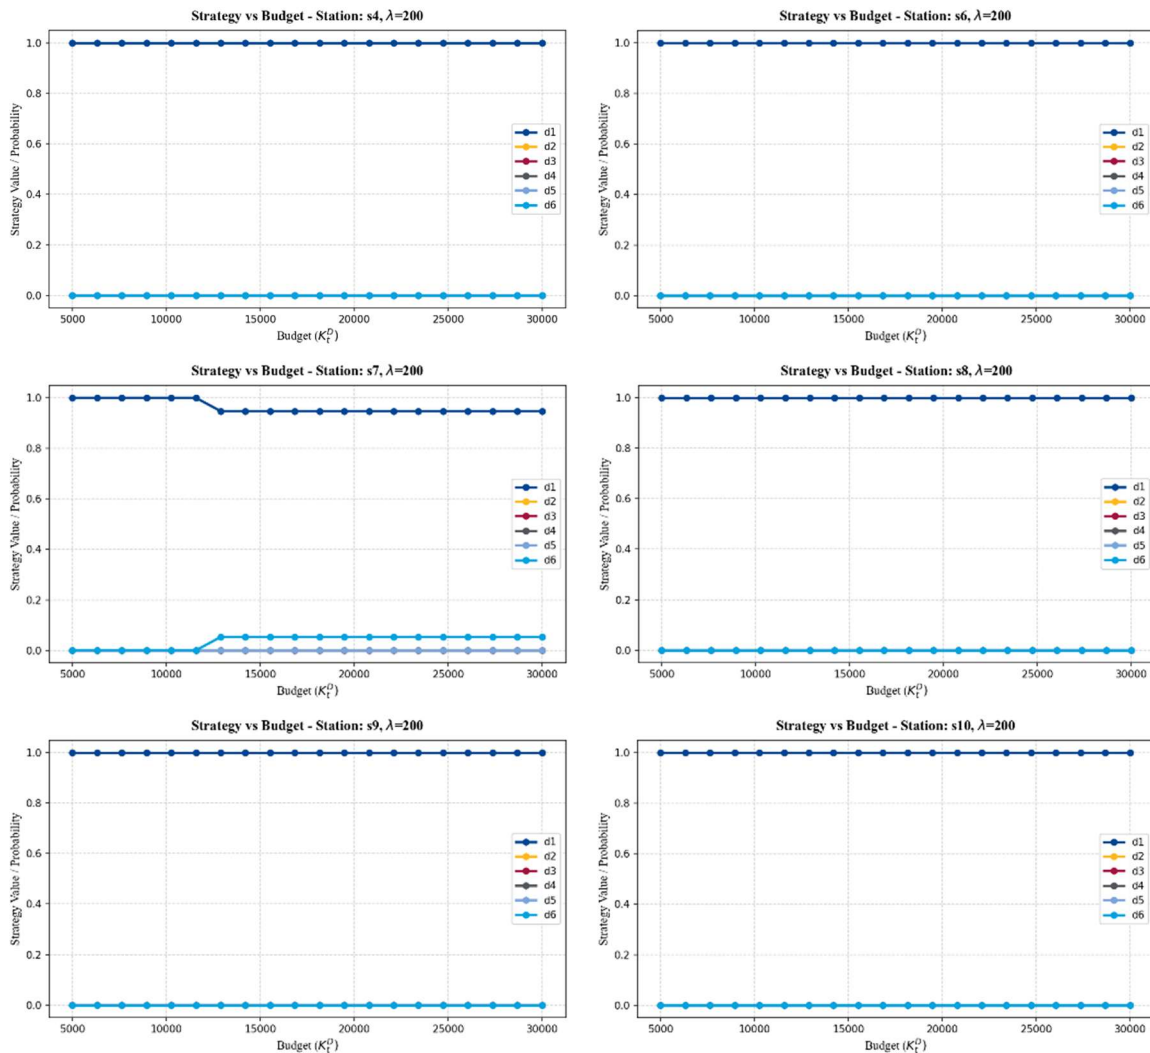 Strategy vs Budget - Station: s4, λ=200
Strategy Value / Probability
1.0
0.8
0.6
0.4
0.2
0.0
d1
d2
d3
d4
d5
d6
5000 10000 15000 20000 25000 30000
Budget (K_t^D)
Strategy vs Budget - Station: s6, λ=200
Strategy Value / Probability
1.0
0.8
0.6
0.4
0.2
0.0
d1
d2
d3
d4
d5
d6
5000 10000 15000 20000 25000 30000
Budget (K_t^D)
Strategy vs Budget - Station: s7, λ=200
Strategy Value / Probability
1.0
0.8
0.6
0.4
0.2
0.0
d1
d2
d3
d4
d5
d6
5000 10000 15000 20000 25000 30000
Budget (K_t^D)
Strategy vs Budget - Station: s8, λ=200
Strategy Value / Probability
1.0
0.8
0.6
0.4
0.2
0.0
d1
d2
d3
d4
d5
d6
5000 10000 15000 20000 25000 30000
Budget (K_t^D)
Strategy vs Budget - Station: s9, λ=200
Strategy Value / Probability
1.0
0.8
0.6
0.4
0.2
0.0
d1
d2
d3
d4
d5
d6
5000 10000 15000 20000 25000 30000
Budget (K_t^D)
Strategy vs Budget - Station: s10, λ=200
Strategy Value / Probability
1.0
0.8
0.6
0.4
0.2
0.0
d1
d2
d3
d4
d5
d6
5000 10000 15000 20000 25000 30000
Budget (K_t^D)